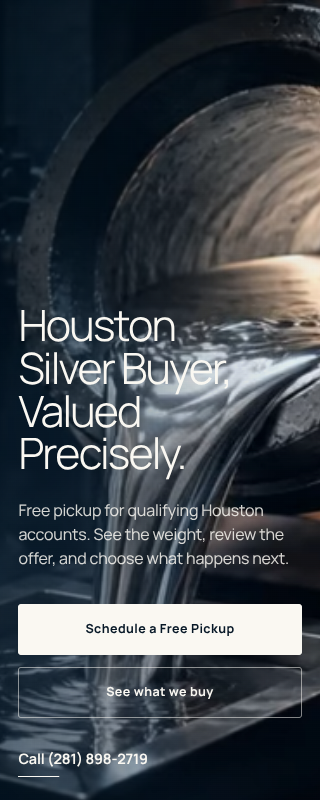 Houston
Silver Buyer,
Valued
Precisely.
Free pickup for qualifying Houston
accounts. See the weight, review the
offer, and choose what happens next.
Schedule a Free Pickup
See what we buy
Call (281) 898-2719